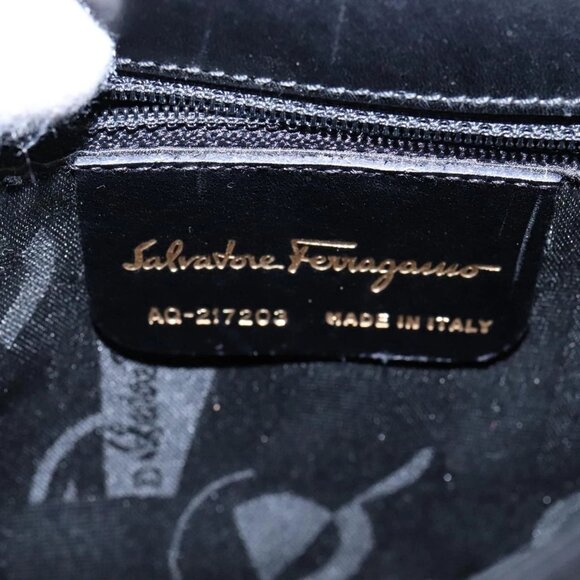 Salvatore Ferragamo
AQ-217203 MADE IN ITALY